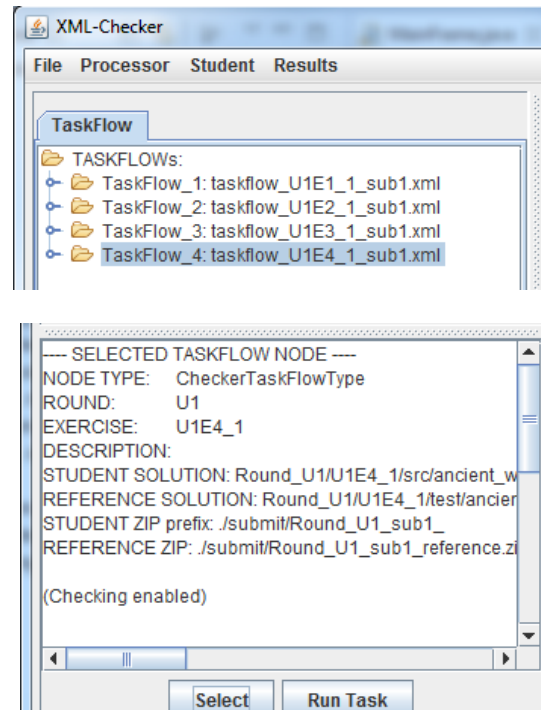 XML-Checker
File Processor Student Results
TaskFlow
TASKFLOWs:
TaskFlow_1: taskflow_U1E1_1_sub1.xml
TaskFlow_2: taskflow_U1E2_1_sub1.xml
TaskFlow_3: taskflow_U1E3_1_sub1.xml
TaskFlow_4: taskflow_U1E4_1_sub1.xml
---- SELECTED TASKFLOW NODE ----
NODE TYPE: CheckerTaskFlowType
ROUND: U1
EXERCISE: U1E4_1
DESCRIPTION:
STUDENT SOLUTION: Round_U1/U1E4_1/src/ancient_w
REFERENCE SOLUTION: Round_U1/U1E4_1/test/ancier
STUDENT ZIP prefix: ./submit/Round_U1_sub1_
REFERENCE ZIP: ./submit/Round_U1_sub1_reference.zi
(Checking enabled)
Select Run Task